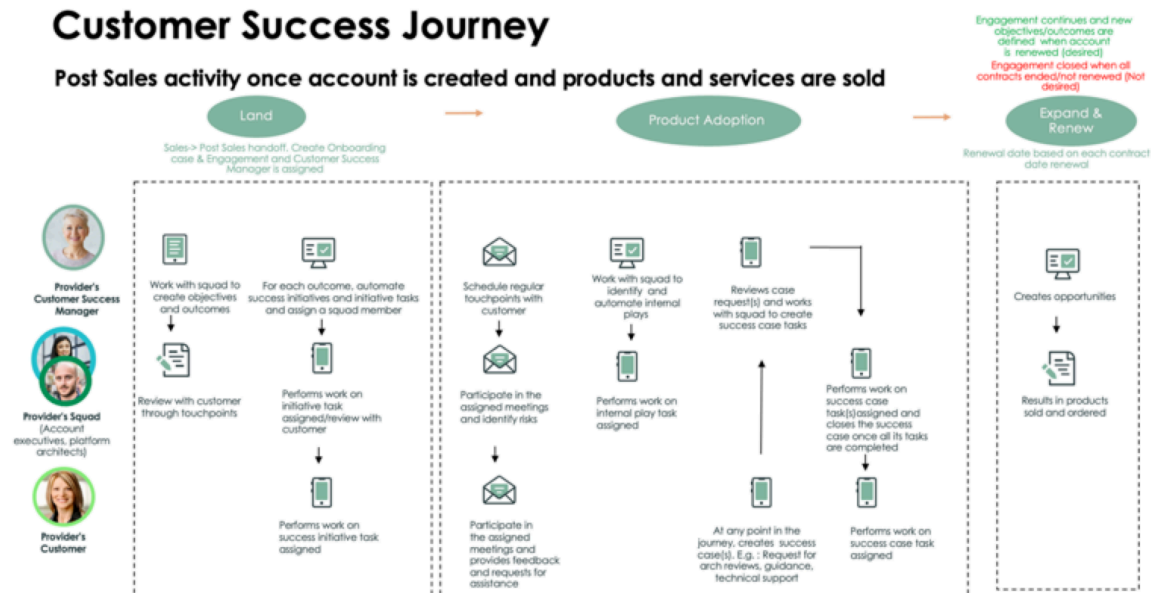 Customer Success Journey
Engagement continues and new
objectives/outcomes are
defined when account
is renewed (desired)
Engagement closed when all
contracts ended/not renewed (Not
desired)
Post Sales activity once account is created and products and services are sold
Land
Product Adoption
Expand &
Renew
Sales-> Post Sales handoff, Create Onboarding
case & Engagement and Customer Success
Manager is assigned
Renewal date based on each contract
date renewal
Provider's
Customer Success
Manager
Work with squad to
create objectives
and outcomes
For each outcome, automate
success initiatives and initiative tasks
and assign a squad member
Schedule regular
touchpoints with
customer
Work with squad to
identify and
automate internal
plays
Reviews case
request(s) and works
with squad to create
success case tasks
Creates opportunities
Provider's Squad
(Account
executives, platform
architects)
Review with customer
through touchpoints
Performs work on
initiative task
assigned/review with
customer
Participate in the
assigned meetings
and identify risks
Performs work on
internal play task
assigned
Performs work on
success case
task(s)assigned and
closes the success
case once all its tasks
are completed
Results in products
sold and ordered
Provider's
Customer
Performs work on
success initiative task
assigned
Participate in
the assigned
meetings and
provides feedback
and requests for
assistance
At any point in the
journey, creates success
case(s). E.g. : Request for
arch reviews, guidance,
technical support
Performs work on
success case task
assigned